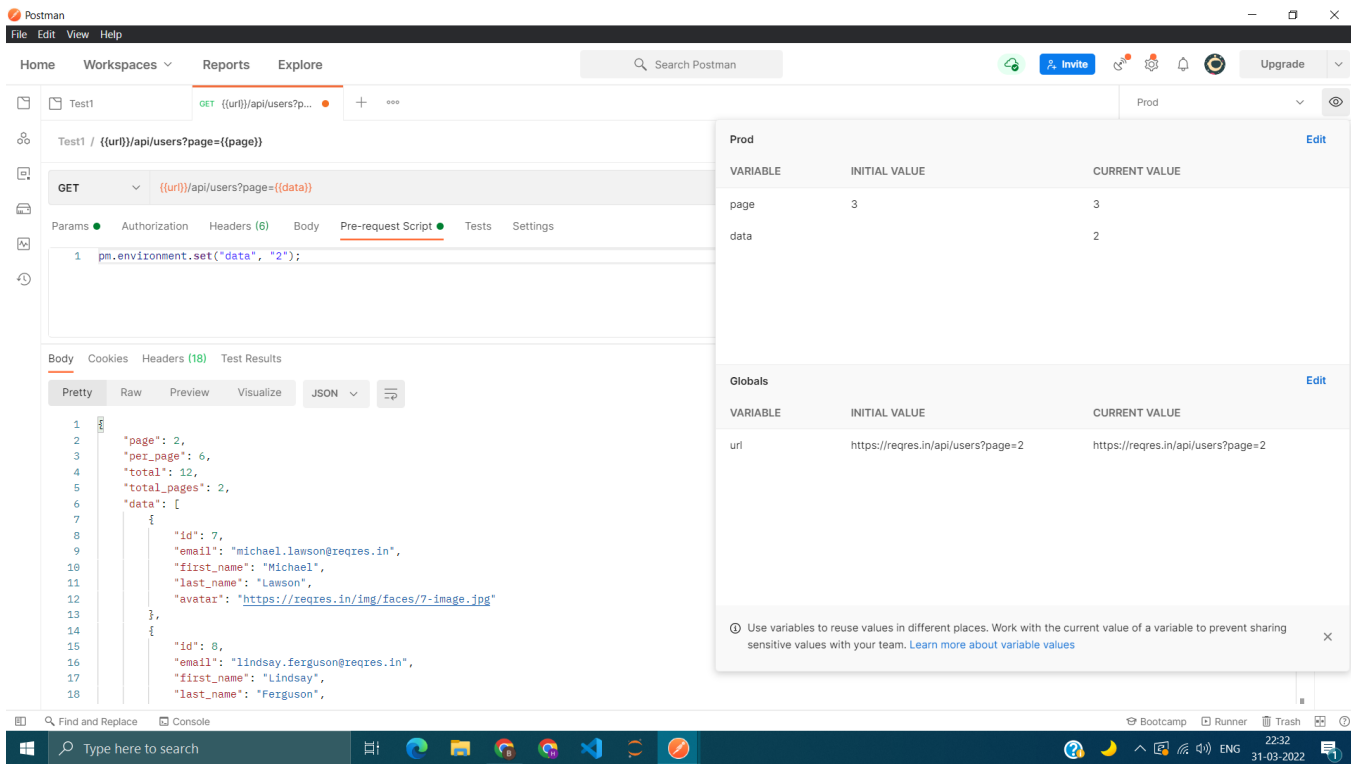 Postman
File Edit View Help
Home Workspaces Reports Explore Search Postman Invite Upgrade
Test1 GET {{url}}/api/users?p... Prod
Test1 / {{url}}/api/users?page={{page}}
GET {{url}}/api/users?page={{data}}
Params Authorization Headers (6) Body Pre-request Script Tests Settings
1 pm.environment.set("data", "2");
Prod Edit
VARIABLE INITIAL VALUE CURRENT VALUE
page 3 3
data 2
Globals Edit
VARIABLE INITIAL VALUE CURRENT VALUE
url https://reqres.in/api/users?page=2 https://reqres.in/api/users?page=2
Use variables to reuse values in different places. Work with the current value of a variable to prevent sharing
sensitive values with your team. Learn more about variable values
Body Cookies Headers (18) Test Results
Pretty Raw Preview Visualize JSON
1 {
2 "page": 2,
3 "per_page": 6,
4 "total": 12,
5 "total_pages": 2,
6 "data": [
7 {
8 "id": 7,
9 "email": "michael.lawson@reqres.in",
10 "first_name": "Michael",
11 "last_name": "Lawson",
12 "avatar": "https://reqres.in/img/faces/7-image.jpg"
13 },
14 {
15 "id": 8,
16 "email": "lindsay.ferguson@reqres.in",
17 "first_name": "Lindsay",
18 "last_name": "Ferguson",
Find and Replace Console Bootcamp Runner Trash
Type here to search ENG 22:32
31-03-2022 1